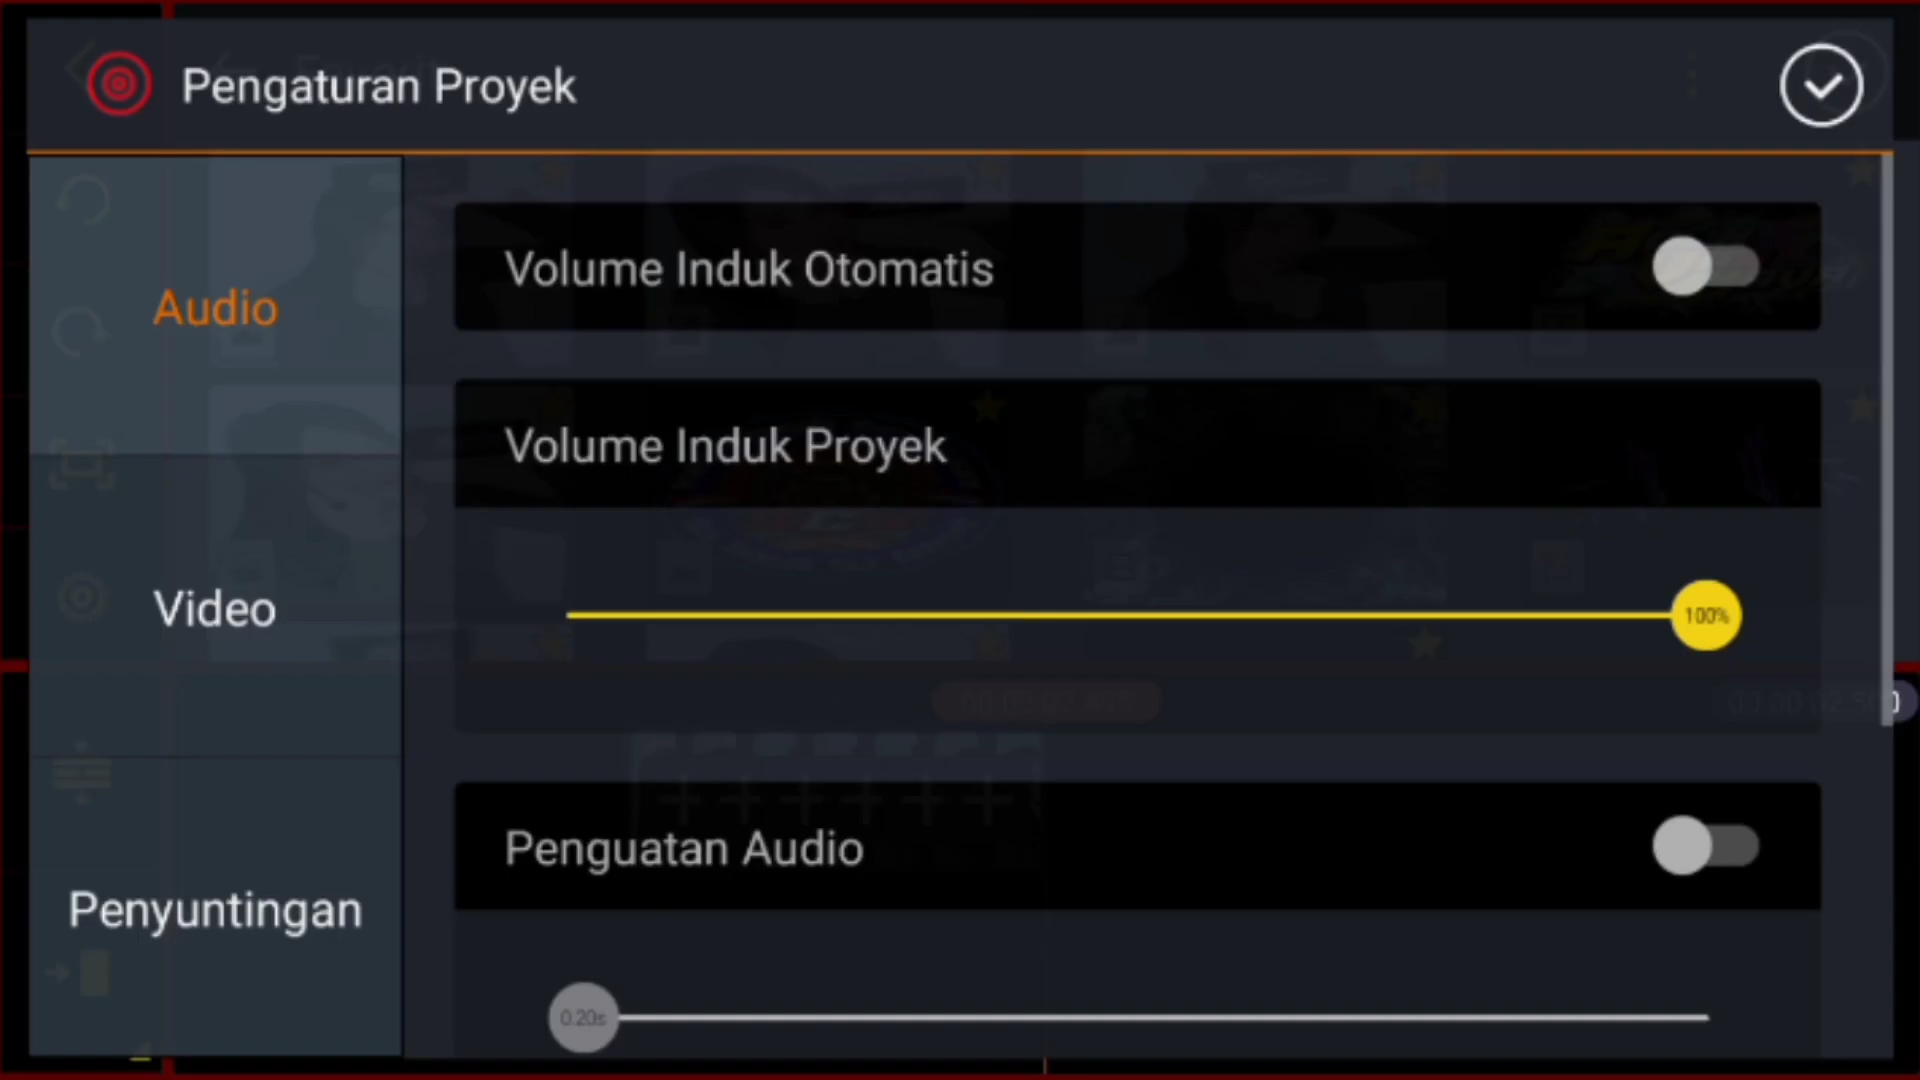 Pengaturan Proyek
Audio
Video
Penyuntingan
Volume Induk Otomatis
Volume Induk Proyek
100%
Penguatan Audio
0.20s